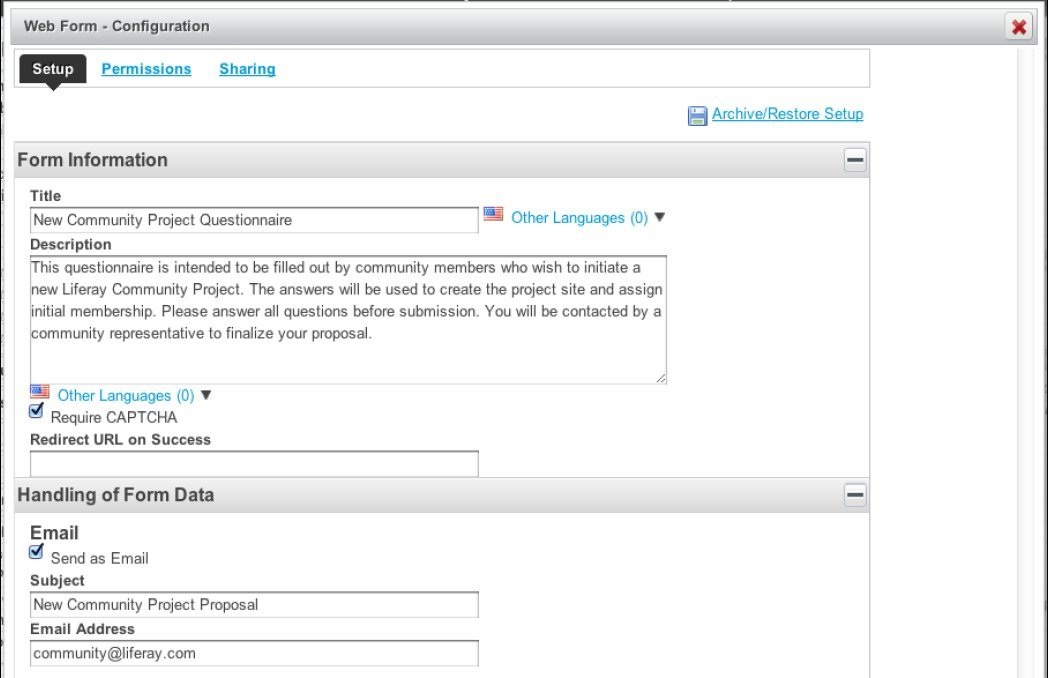 Web Form - Configuration
Setup Permissions Sharing
Archive/Restore Setup
Form Information
Title
New Community Project Questionnaire Other Languages (0)
Description
This questionnaire is intended to be filled out by community members who wish to initiate a
new Liferay Community Project. The answers will be used to create the project site and assign
initial membership. Please answer all questions before submission. You will be contacted by a
community representative to finalize your proposal.
Other Languages (0)
Require CAPTCHA
Redirect URL on Success
Handling of Form Data
Email
Send as Email
Subject
New Community Project Proposal
Email Address
community@liferay.com